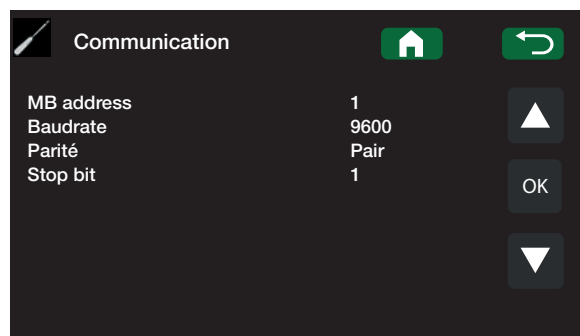 Communication
MB address 1
Baudrate 9600
Parité Pair
Stop bit 1
OK